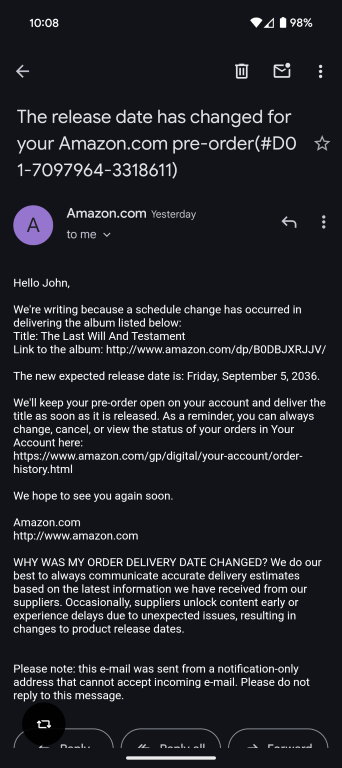 10:08
98%
The release date has changed for
your Amazon.com pre-order(#D0
1-7097964-3318611)
A
Amazon.com Yesterday
to me
Hello John,
We're writing because a schedule change has occurred in
delivering the album listed below:
Title: The Last Will And Testament
Link to the album: http://www.amazon.com/dp/B0DBJXRJJV/
The new expected release date is: Friday, September 5, 2036.
We'll keep your pre-order open on your account and deliver the
title as soon as it is released. As a reminder, you can always
change, cancel, or view the status of your orders in Your
Account here:
https://www.amazon.com/gp/digital/your-account/order-
history.html
We hope to see you again soon.
Amazon.com
http://www.amazon.com
WHY WAS MY ORDER DELIVERY DATE CHANGED? We do our
best to always communicate accurate delivery estimates
based on the latest information we have received from our
suppliers. Occasionally, suppliers unlock content early or
experience delays due to unexpected issues, resulting in
changes to product release dates.
Please note: this e-mail was sent from a notification-only
address that cannot accept incoming e-mail. Please do not
reply to this message.
Reply
Reply all
Forward